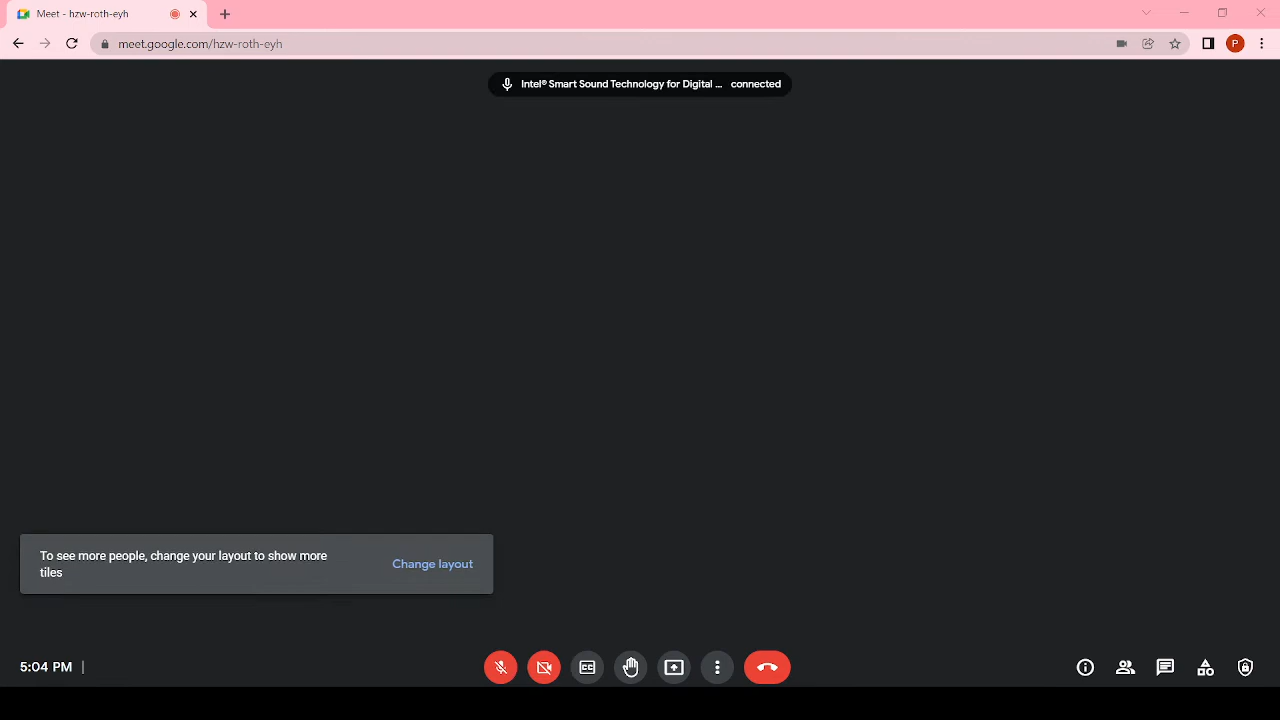 Meet - hzw-roth-eyh
meet.google.com/hzw-roth-eyh
P
Intel® Smart Sound Technology for Digital ... connected
To see more people, change your layout to show more
tiles
Change layout
5:04 PM |
CC